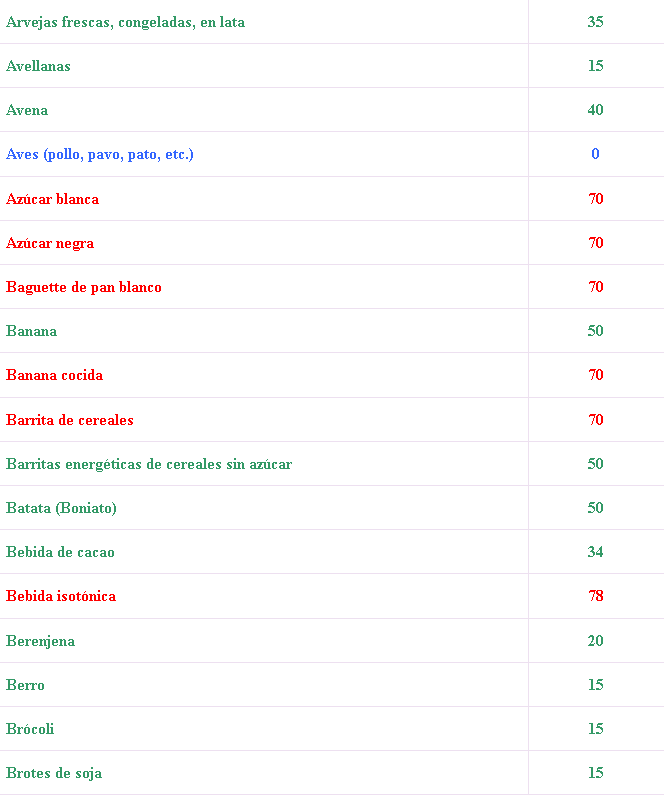 Arvejas frescas, congeladas, en lata 35
Avellanas 15
Avena 40
Aves (pollo, pavo, pato, etc.) 0
Azúcar blanca 70
Azúcar negra 70
Baguette de pan blanco 70
Banana 50
Banana cocida 70
Barrita de cereales 70
Barritas energéticas de cereales sin azúcar 50
Batata (Boniato) 50
Bebida de cacao 34
Bebida isotónica 78
Berenjena 20
Berro 15
Brócoli 15
Brotes de soja 15